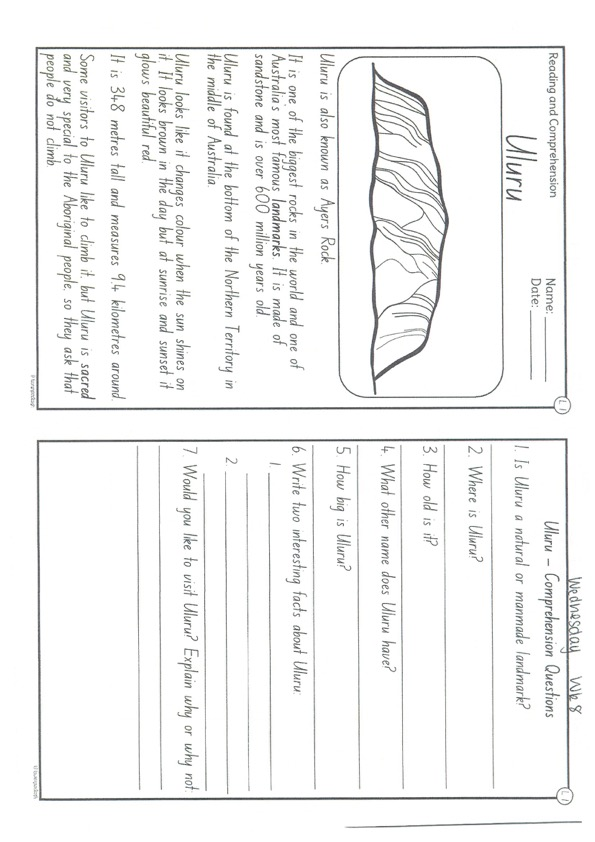 Reading and Comprehension
Name:
Date:
L1
Uluru
Uluru is also known as Ayers Rock
It is one of the biggest rocks in the world and one of
Australia's most famous landmarks. It is made of
sandstone and is over 600 million years old.
Uluru is found at the bottom of the Northern Territory in
the middle of Australia.
Uluru looks like it changes colour when the sun shines on
it. It looks brown in the day but at sunrise and sunset it
glows beautiful red.
It is 348 metres tall and measures 9.4 kilometres around.
Some visitors to Uluru like to climb it, but Uluru is sacred
and very special to the Aboriginal people, so they ask that
people do not climb.
Wednesday Wk 8
L1
Uluru – Comprehension Questions
1. Is Uluru a natural or manmade landmark?
2. Where is Uluru?
3. How old is it?
4. What other name does Uluru have?
5. How big is Uluru?
6. Write two interesting facts about Uluru:
1.
2.
7. Would you like to visit Uluru? Explain why or why not.